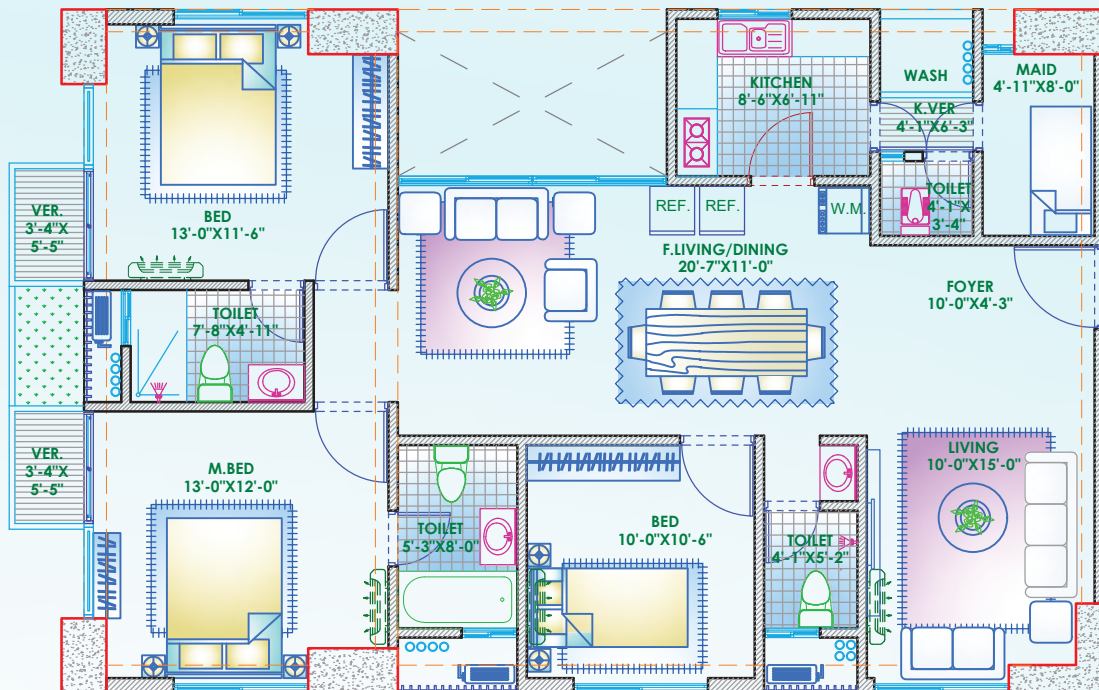 KITCHEN
8'-6"X6'-11"
WASH
MAID
4'-11"X8'-0"
K.VER
4'-1"X6'-3"
TOILET
4'-1"X
3'-4"
VER.
3'-4"X
5'-5"
BED
13'-0"X11'-6"
REF.
REF.
W.M.
F.LIVING/DINING
20'-7"X11'-0"
FOYER
10'-0"X4'-3"
TOILET
7'-8"X4'-11"
VER.
3'-4"X
5'-5"
M.BED
13'-0"X12'-0"
TOILET
5'-3"X8'-0"
BED
10'-0"X10'-6"
TOILET
4'-1"X5'-2"
LIVING
10'-0"X15'-0"